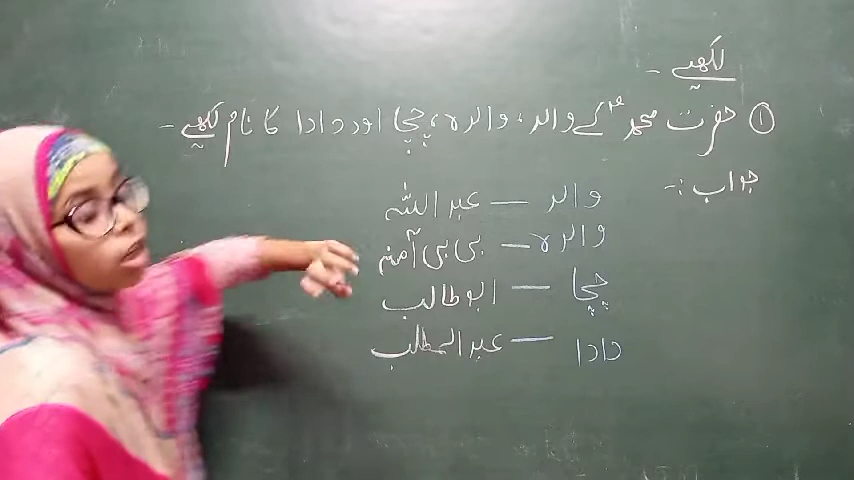 لکھیے ۔
① حضرت محمدؐ کے والد، والدہ، چچا اور دادا کا نام لکھیے ۔
جواب :-
والد — عبد اللہ
والدہ — بی بی آمنہ
چچا — ابو طالب
دادا — عبد المطلب